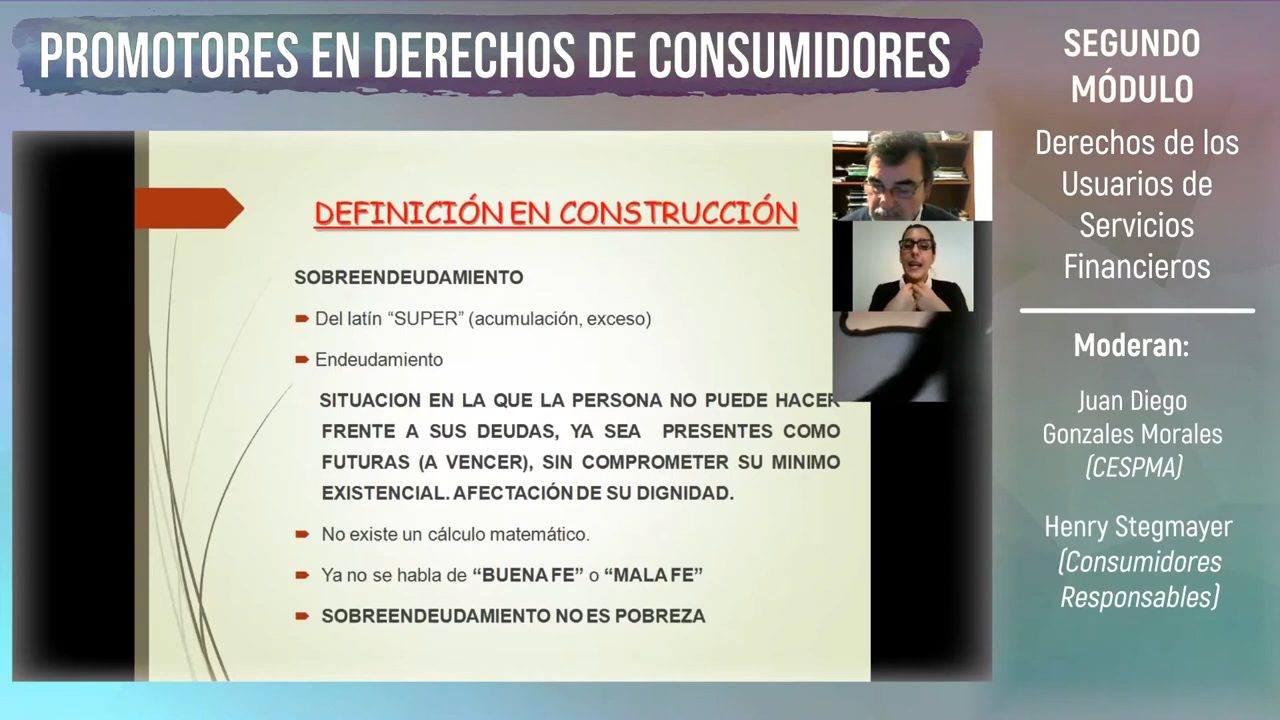 PROMOTORES EN DERECHOS DE CONSUMIDORES
DEFINICIÓN EN CONSTRUCCIÓN
SOBREENDEUDAMIENTO
Del latín “SUPER” (acumulación, exceso)
Endeudamiento
SITUACION EN LA QUE LA PERSONA NO PUEDE HACER
FRENTE A SUS DEUDAS, YA SEA PRESENTES COMO
FUTURAS (A VENCER), SIN COMPROMETER SU MINIMO
EXISTENCIAL. AFECTACIÓN DE SU DIGNIDAD.
No existe un cálculo matemático.
Ya no se habla de “BUENA FE” o “MALA FE”
SOBREENDEUDAMIENTO NO ES POBREZA
SEGUNDO
MÓDULO
Derechos de los
Usuarios de
Servicios
Financieros
Moderan:
Juan Diego
Gonzales Morales
(CESPMA)
Henry Stegmayer
(Consumidores
Responsables)